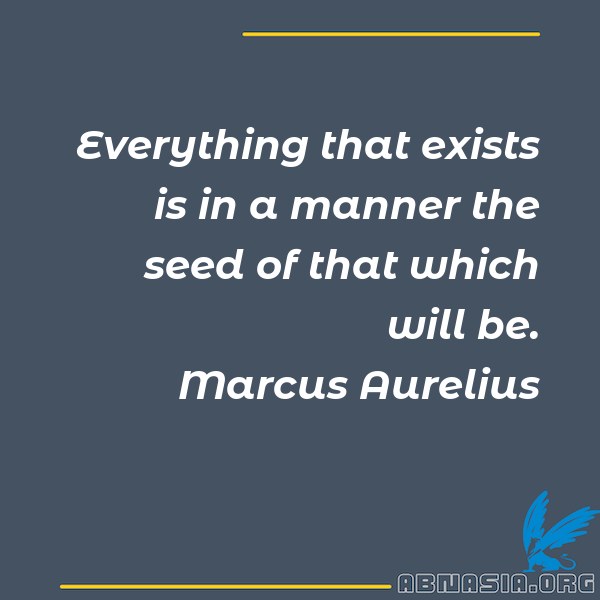 Everything that exists
is in a manner the
seed of that which
will be.
Marcus Aurelius
ABNASIA.ORG